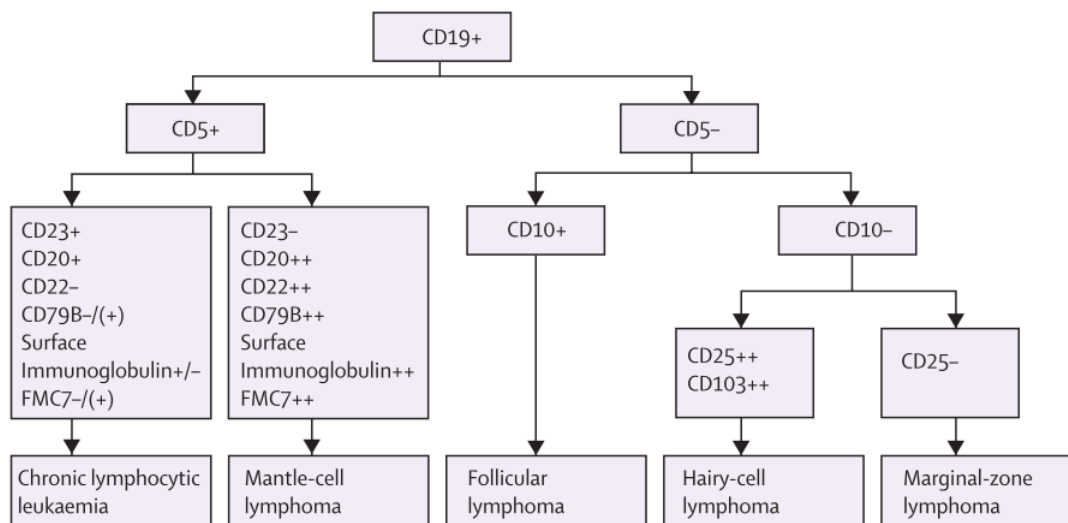 CD19+
CD5+
CD5–
CD23+
CD20+
CD22–
CD79B–/(+)
Surface
Immunoglobulin+/–
FMC7–/(+)
CD23–
CD20++
CD22++
CD79B++
Surface
Immunoglobulin++
FMC7++
CD10+
CD10–
CD25++
CD103++
CD25–
Chronic lymphocytic
leukaemia
Mantle-cell
lymphoma
Follicular
lymphoma
Hairy-cell
lymphoma
Marginal-zone
lymphoma